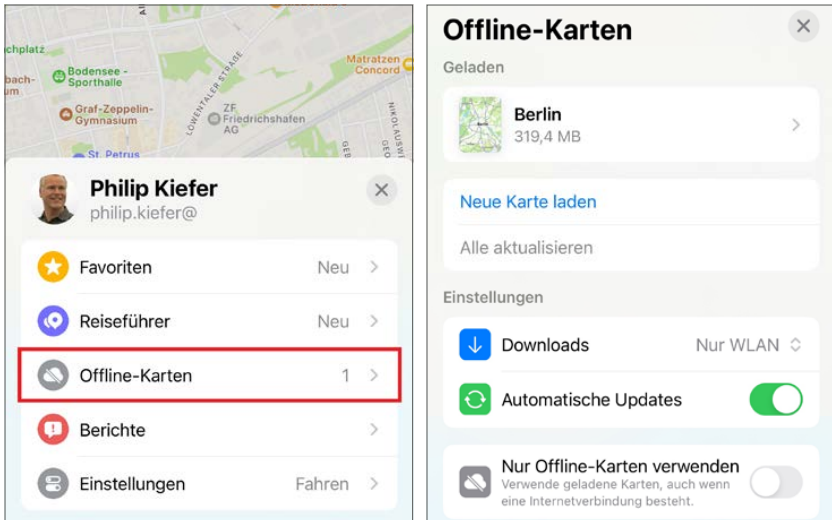 chplatz
Bodensee -
Sporthalle
bach-
um
Matratzen
Concord
Graf-Zeppelin-
Gymnasium
LÖWENTALER STRAßE
ZF
Friedrichshafen
AG
NIKOLAUSW
St. Petrus
GEB
GEO
Philip Kiefer
philip.kiefer@
Favoriten Neu
Reiseführer Neu
Offline-Karten 1
Berichte
Einstellungen Fahren
Offline-Karten
Geladen
Berlin
319,4 MB
Neue Karte laden
Alle aktualisieren
Einstellungen
Downloads Nur WLAN
Automatische Updates
Nur Offline-Karten verwenden
Verwende geladene Karten, auch wenn
eine Internetverbindung besteht.